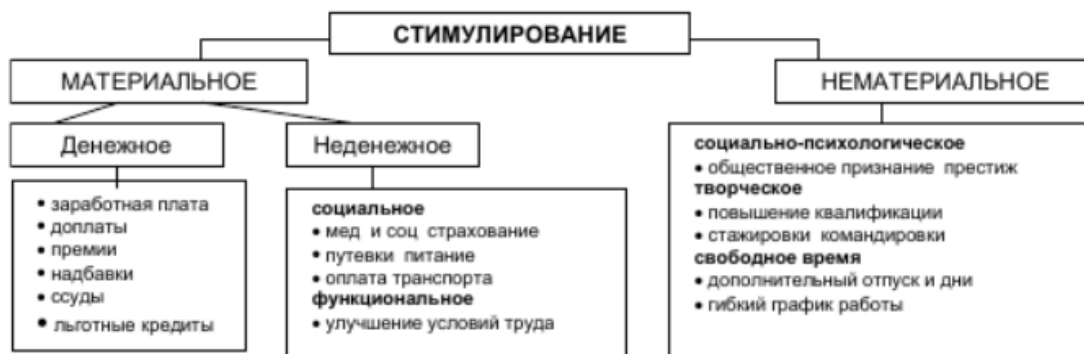 СТИМУЛИРОВАНИЕ
МАТЕРИАЛЬНОЕ
НЕМАТЕРИАЛЬНОЕ
Денежное
Неденежное
• заработная плата
• доплаты
• премии
• надбавки
• ссуды
• льготные кредиты
социальное
• мед и соц страхование
• путевки питание
• оплата транспорта
функциональное
• улучшение условий труда
социально-психологическое
• общественное признание престиж
творческое
• повышение квалификации
• стажировки командировки
свободное время
• дополнительный отпуск и дни
• гибкий график работы